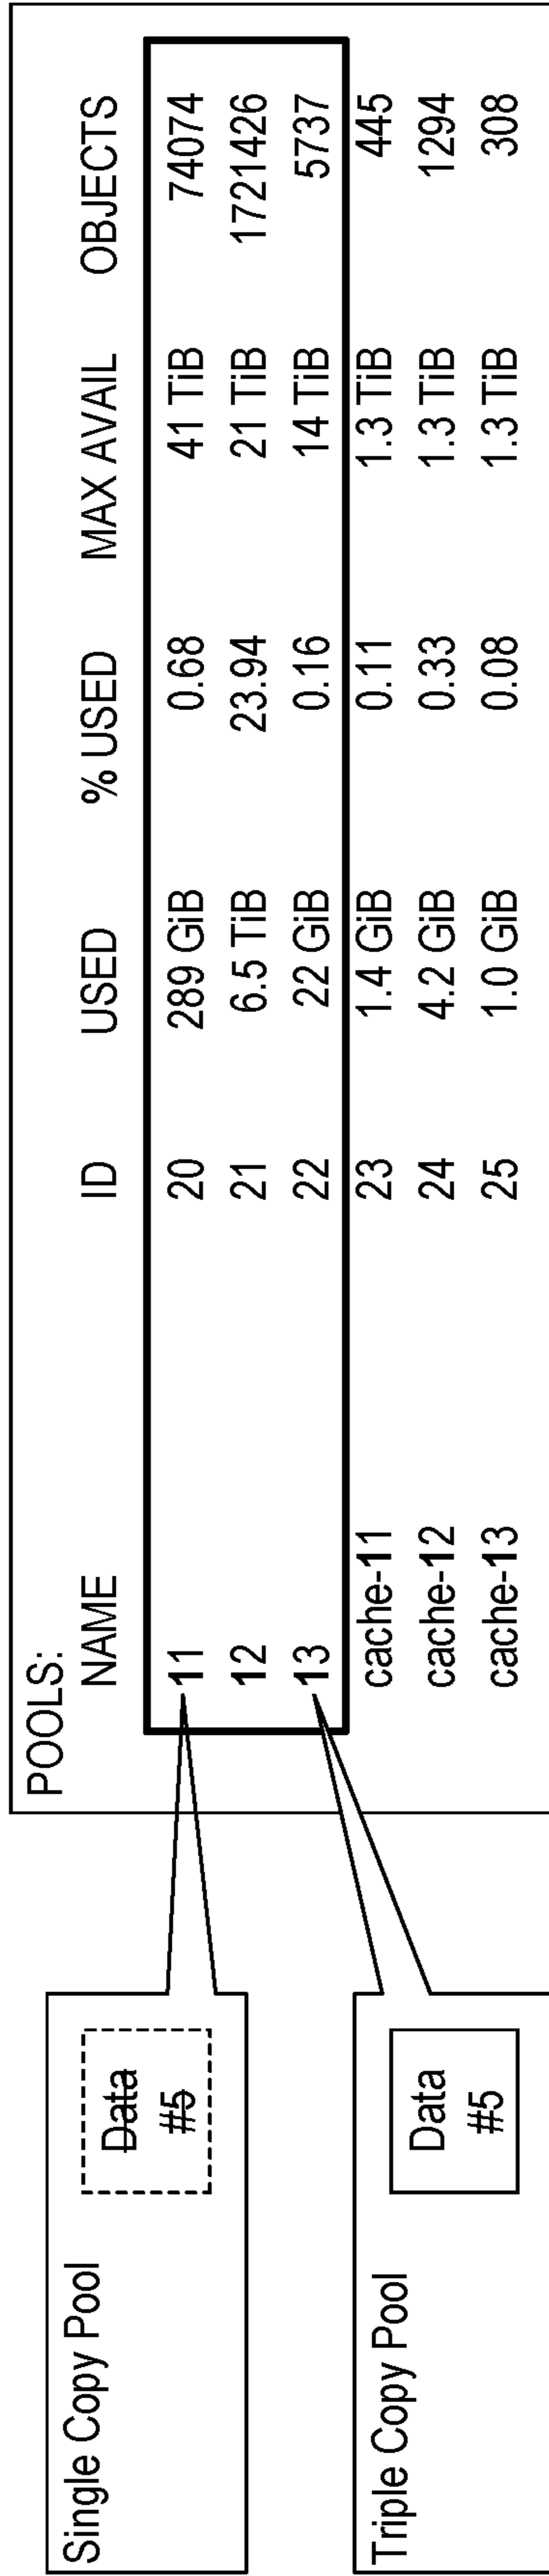 POOLS:
NAME ID USED % USED MAX AVAIL OBJECTS
11 20 289 GiB 0.68 41 TiB 74074
12 21 6.5 TiB 23.94 21 TiB 1721426
13 22 22 GiB 0.16 14 TiB 5737
cache-11 23 1.4 GiB 0.11 1.3 TiB 445
cache-12 24 4.2 GiB 0.33 1.3 TiB 1294
cache-13 25 1.0 GiB 0.08 1.3 TiB 308
Single Copy Pool
Data
#5
Triple Copy Pool
Data
#5